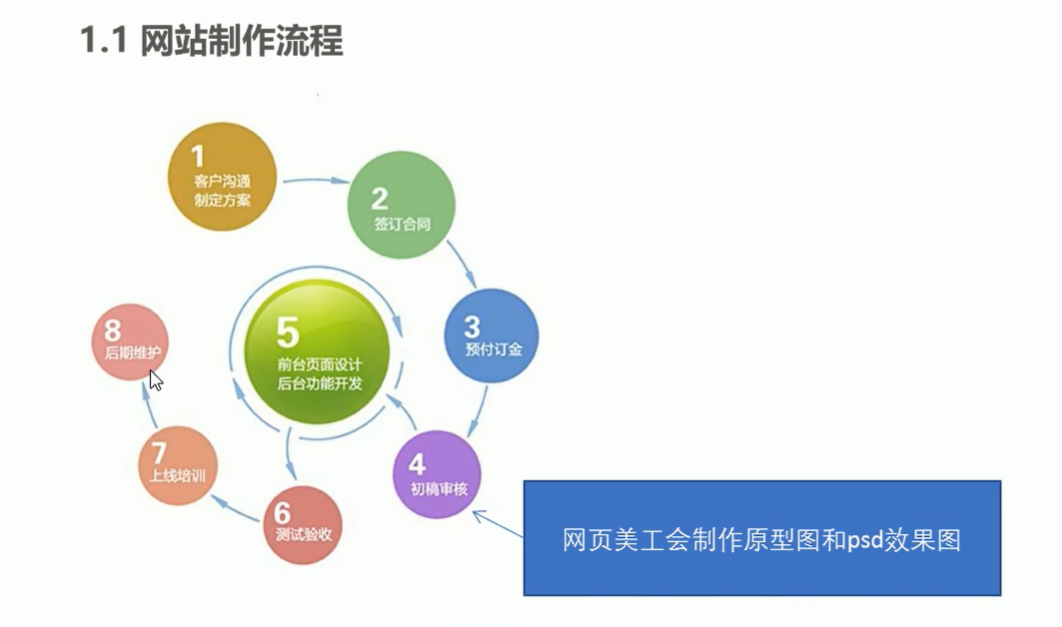 1.1 网站制作流程
1
客户沟通
制定方案
2
签订合同
3
预付订金
4
初稿审核
5
前台页面设计
后台功能开发
6
测试验收
7
上线培训
8
后期维护
网页美工会制作原型图和psd效果图